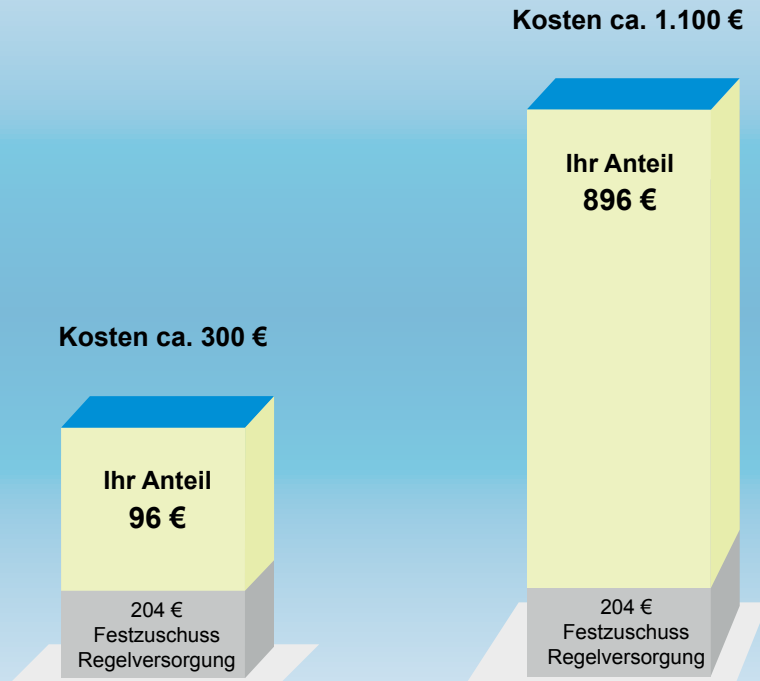 Kosten ca. 1.100 €
Ihr Anteil
896 €
Kosten ca. 300 €
Ihr Anteil
96 €
204 €
Festzuschuss
Regelversorgung
204 €
Festzuschuss
Regelversorgung